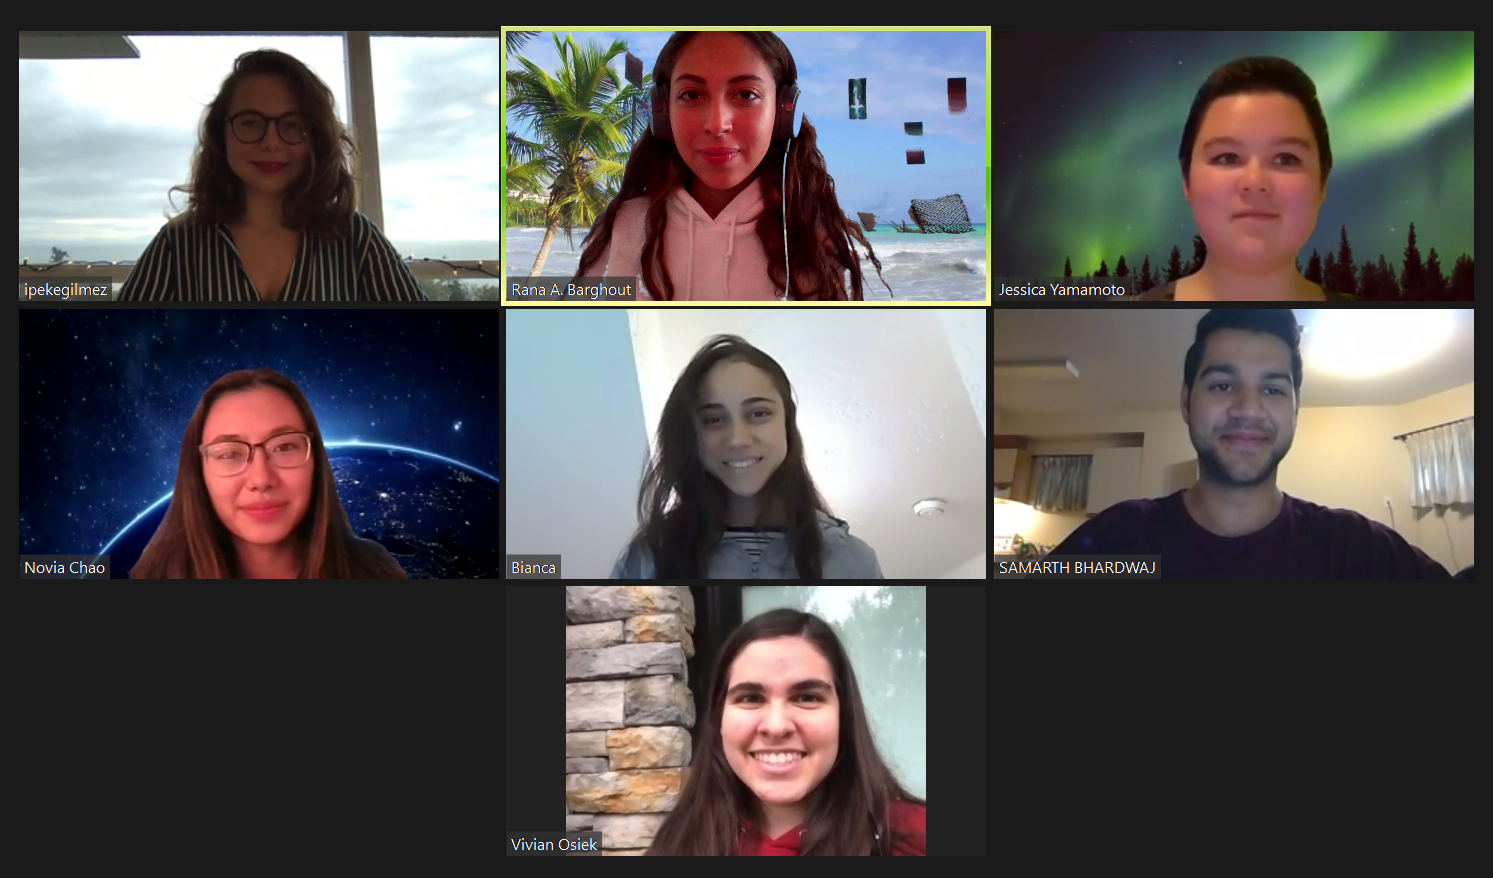 ipekegilmez
Rana A. Barghout
Jessica Yamamoto
Novia Chao
Bianca
SAMARTH BHARDWAJ
Vivian Osiek